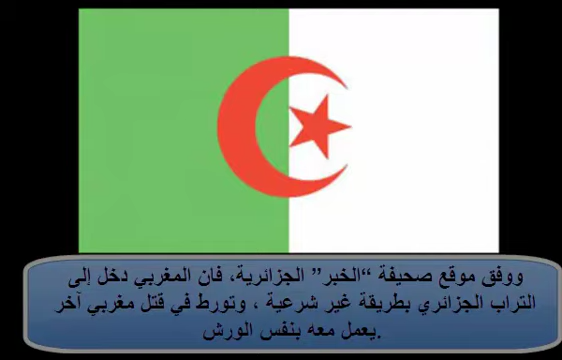 ووفق موقع صحيفة “الخبر” الجزائرية، فان المغربي دخل إلى
التراب الجزائري بطريقة غير شرعية ، وتورط في قتل مغربي آخر
يعمل معه بنفس الورش.